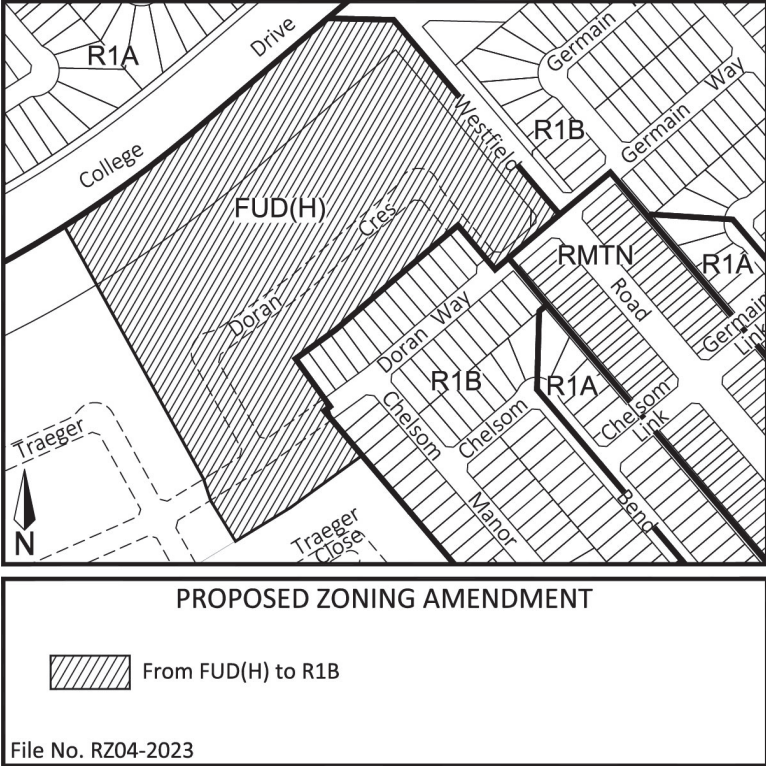 R1A
Drive
College
Germain
Germain Way
Westfield
R1B
FUD(H)
Doran Cres
RMTN
Road
R1A
Germain
Link
Doran Way
R1B
R1A
Chelsom
Link
Chelsom
Manor
Chelsom
Bend
Traeger
Traeger
Close
N
PROPOSED ZONING AMENDMENT
From FUD(H) to R1B
File No. RZ04-2023